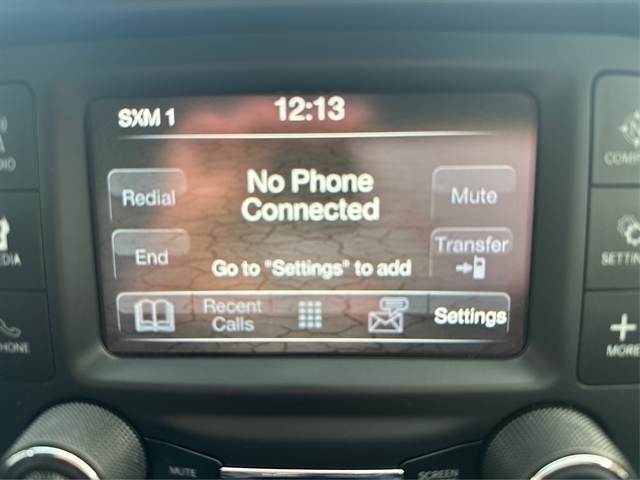 SXM 1
12:13
No Phone
Connected
Redial
Mute
End
Transfer
Go to "Settings" to add
Recent
Calls
Settings
MORE
MUTE
SCREEN